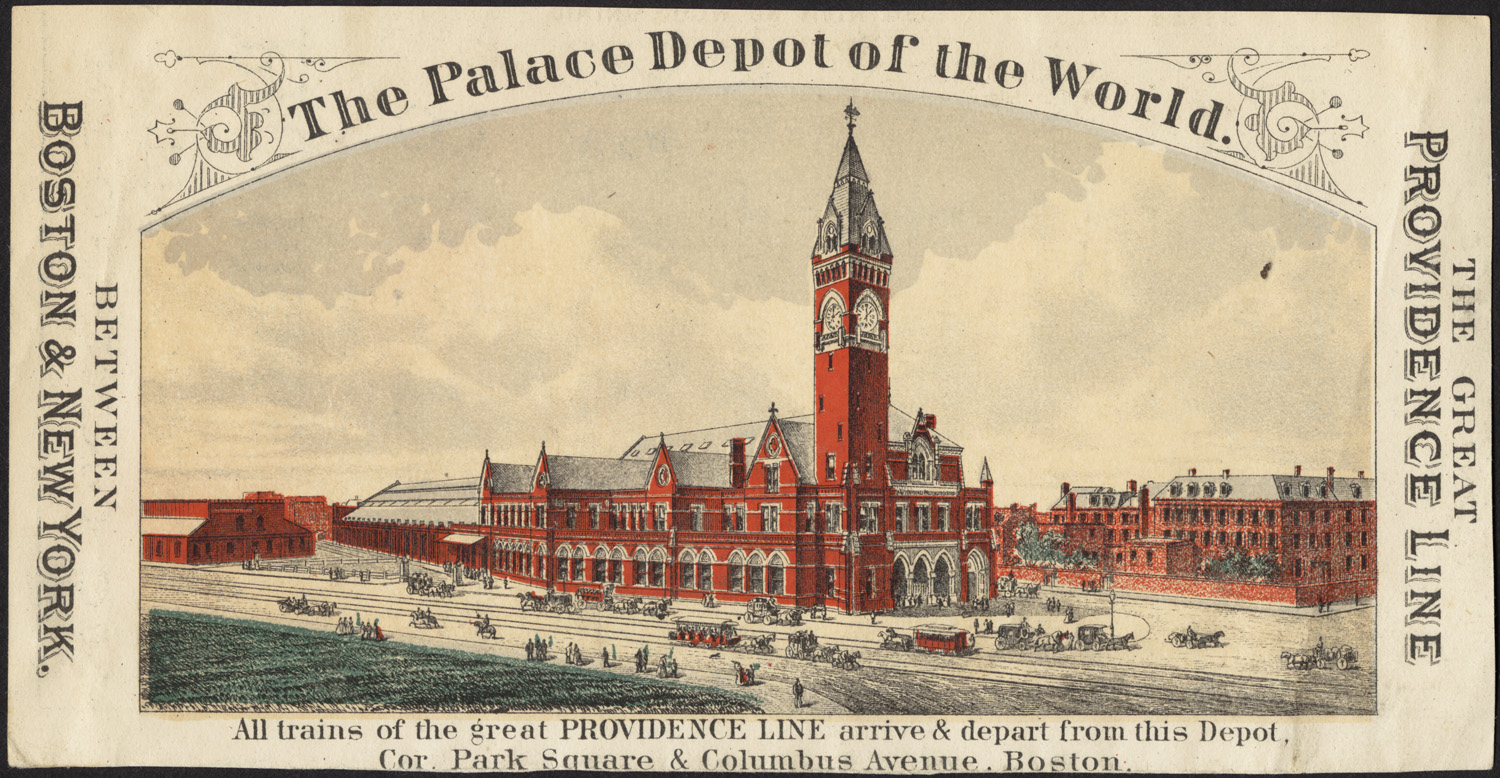 The Palace Depot of the World.
BETWEEN
BOSTON & NEW YORK.
THE GREAT
PROVIDENCE LINE
All trains of the great PROVIDENCE LINE arrive & depart from this Depot,
Cor. Park Square & Columbus Avenue. Boston.